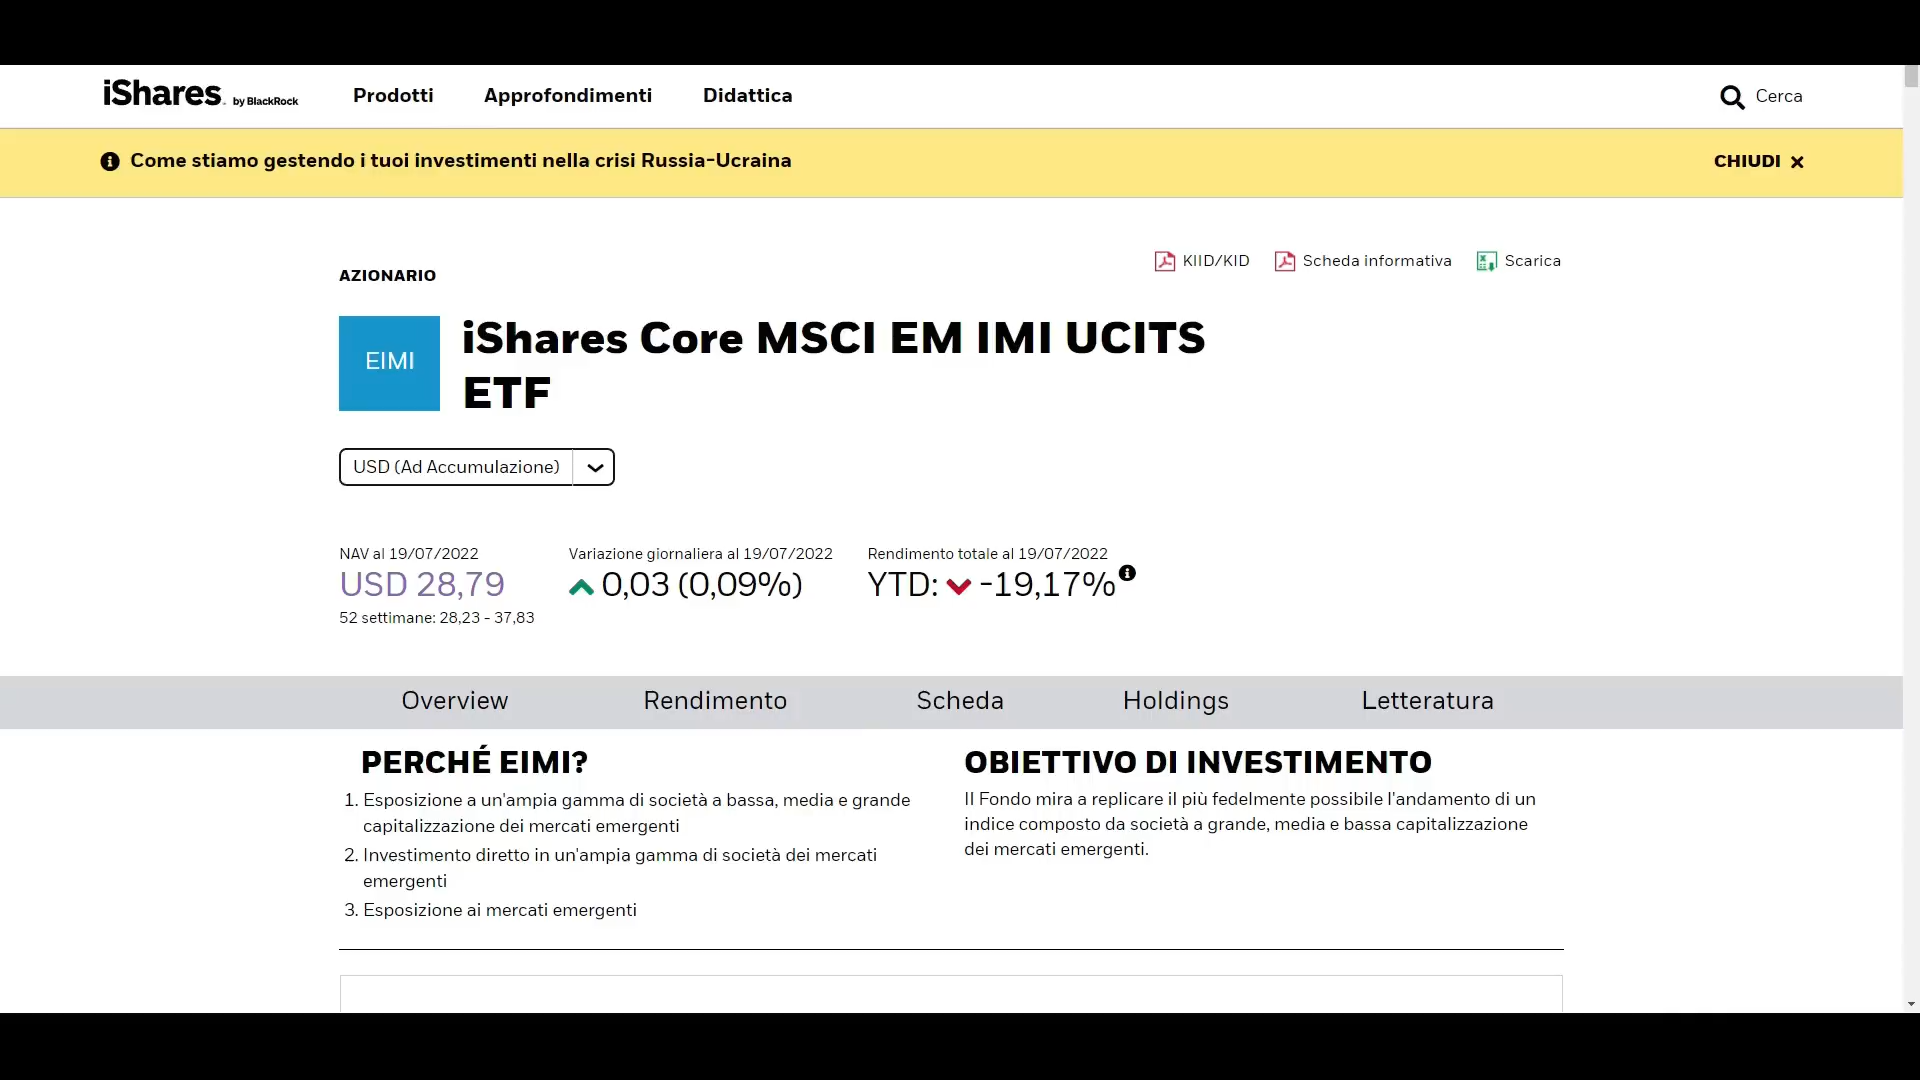 iShares. by BlackRock
Prodotti
Approfondimenti
Didattica
Cerca
Come stiamo gestendo i tuoi investimenti nella crisi Russia-Ucraina
CHIUDI
KIID/KID
Scheda informativa
Scarica
AZIONARIO
EIMI
iShares Core MSCI EM IMI UCITS
ETF
USD (Ad Accumulazione)
NAV al 19/07/2022
USD 28,79
52 settimane: 28,23 - 37,83
Variazione giornaliera al 19/07/2022
0,03 (0,09%)
Rendimento totale al 19/07/2022
YTD: -19,17%
Overview
Rendimento
Scheda
Holdings
Letteratura
PERCHÉ EIMI?
1. Esposizione a un'ampia gamma di società a bassa, media e grande
capitalizzazione dei mercati emergenti
2. Investimento diretto in un'ampia gamma di società dei mercati
emergenti
3. Esposizione ai mercati emergenti
OBIETTIVO DI INVESTIMENTO
Il Fondo mira a replicare il più fedelmente possibile l'andamento di un
indice composto da società a grande, media e bassa capitalizzazione
dei mercati emergenti.